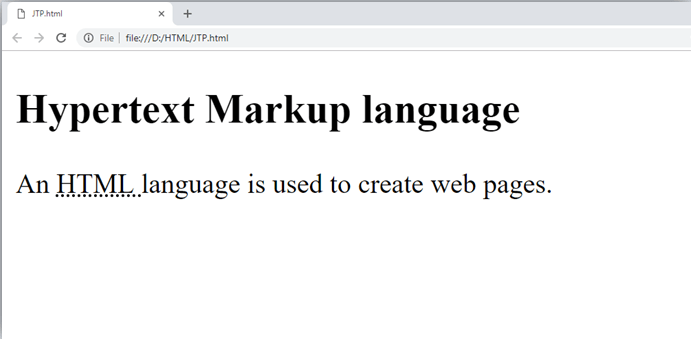 JTP.html
File | file:///D:/HTML/JTP.html
Hypertext Markup language
An HTML language is used to create web pages.